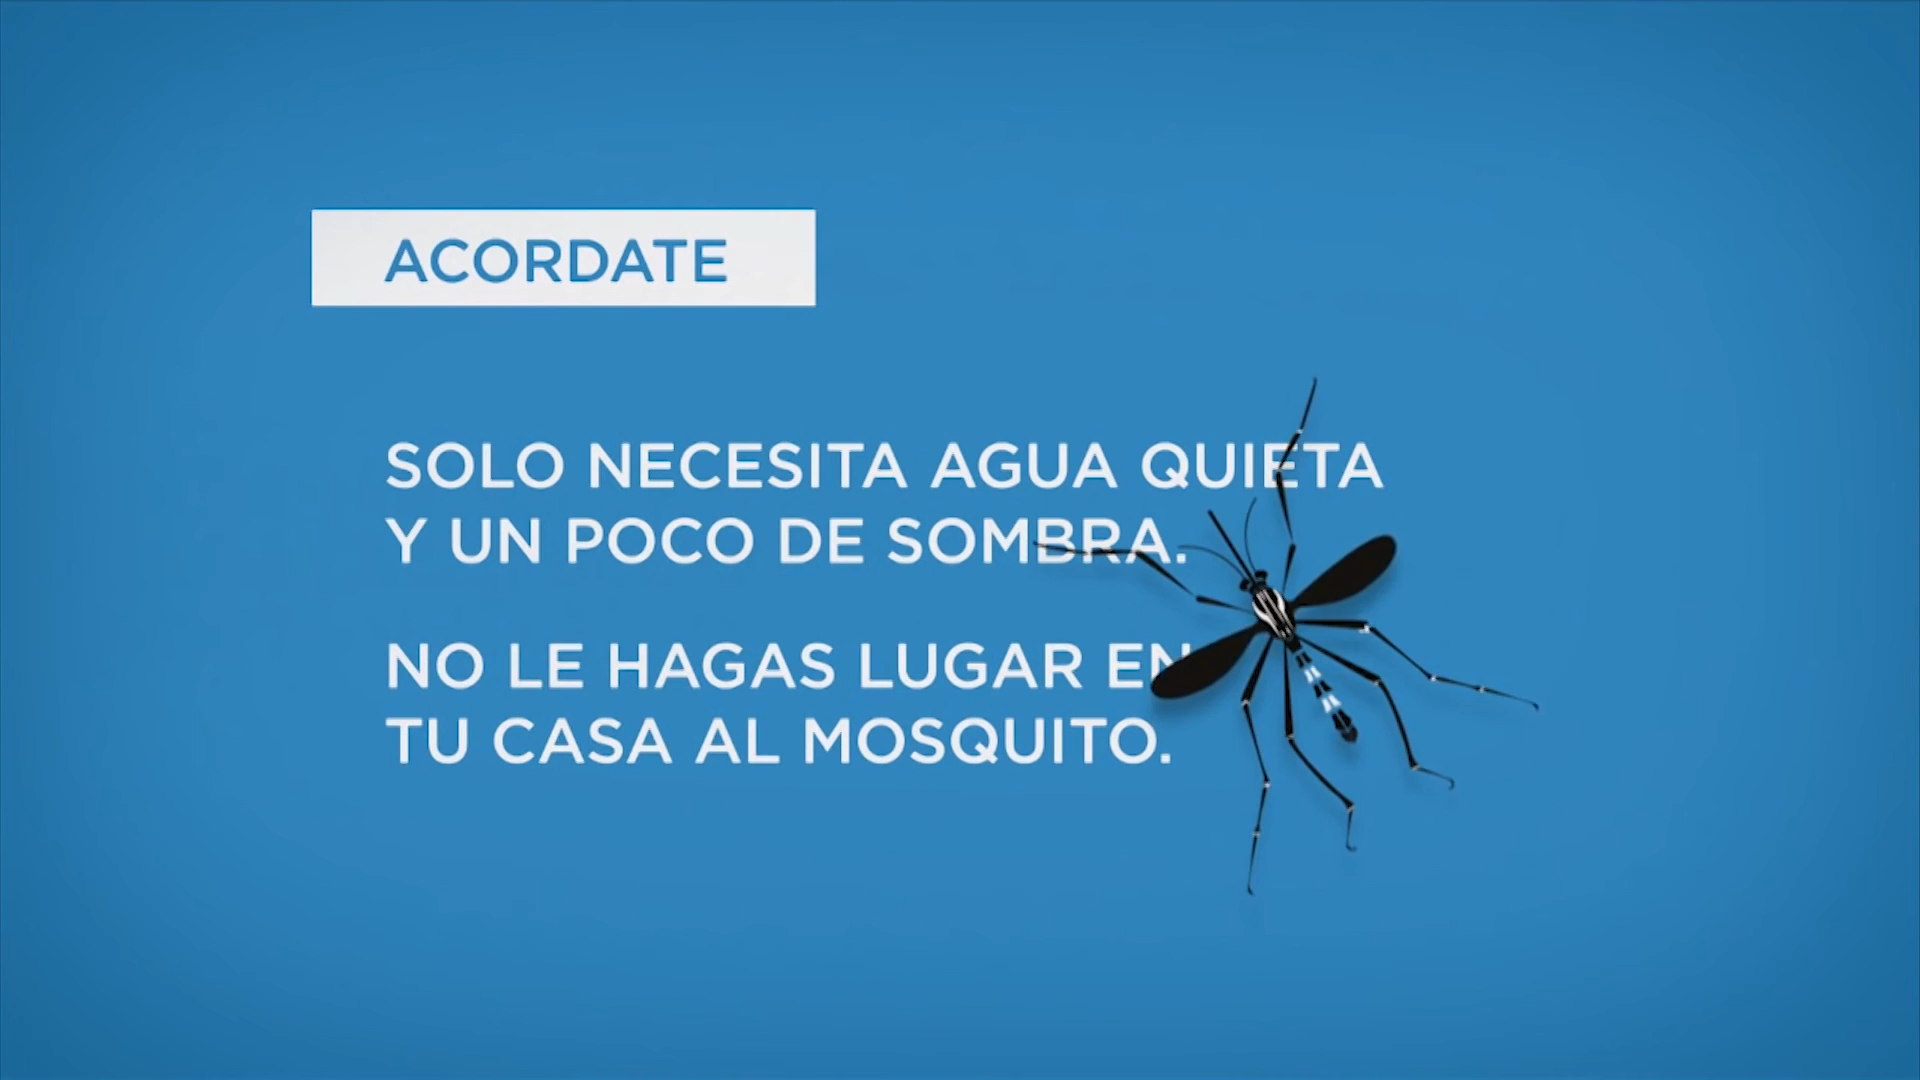 ACORDATE
SOLO NECESITA AGUA QUIETA
Y UN POCO DE SOMBRA.
NO LE HAGAS LUGAR EN
TU CASA AL MOSQUITO.